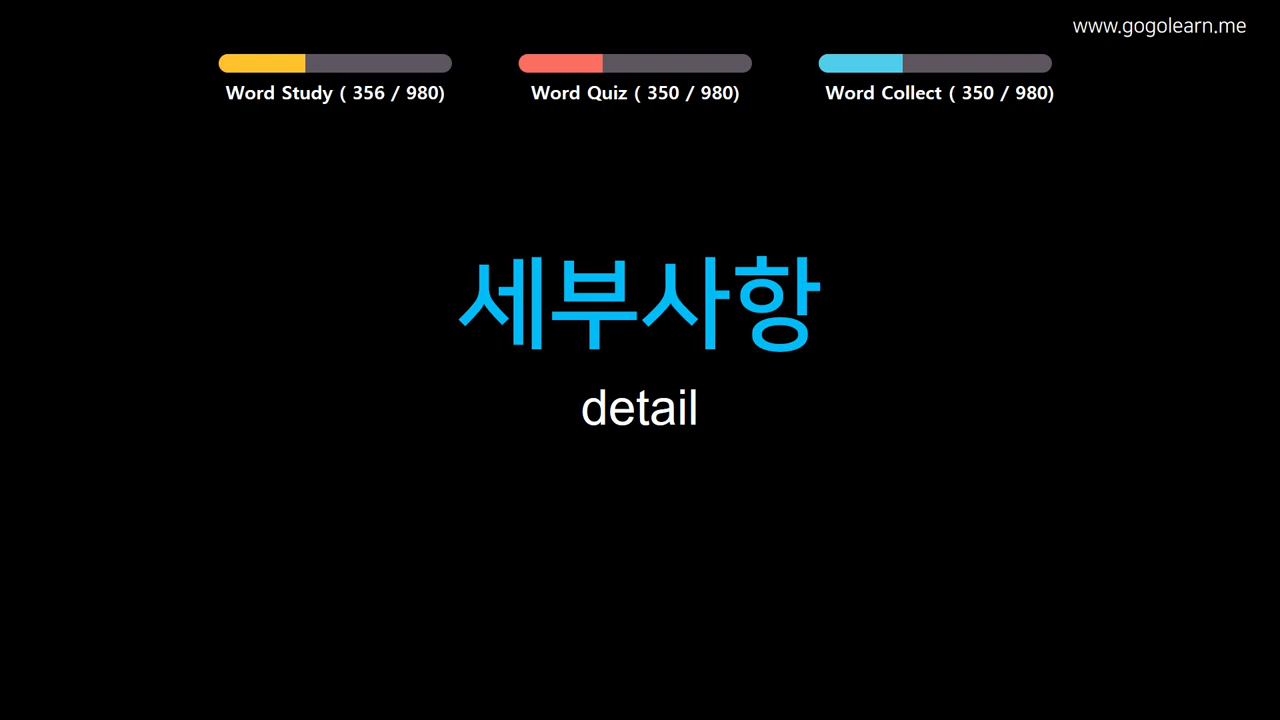 www.gogolearn.me
Word Study ( 356 / 980)
Word Quiz ( 350 / 980)
Word Collect ( 350 / 980)
세부사항
detail